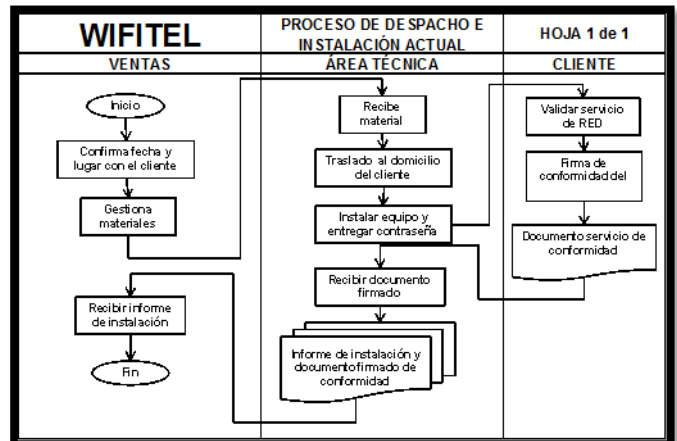 WIFITEL
PROCESO DE DESPACHO E
INSTALACIÓN ACTUAL
HOJA 1 de 1
VENTAS
ÁREA TÉCNICA
CLIENTE
Inicio
Confirma fecha y
lugar con el cliente
Gestiona
materiales
Recibir informe
de instalación
Fin
Recibe
material
Traslado al domicilio
del cliente
Instalar equipo y
entregar contraseña
Recibir documento
firmado
Informe de instalación y
documento firmado de
conformidad
Validar servicio
de RED
Firma de
conformidad del
Documento servicio de
conformidad